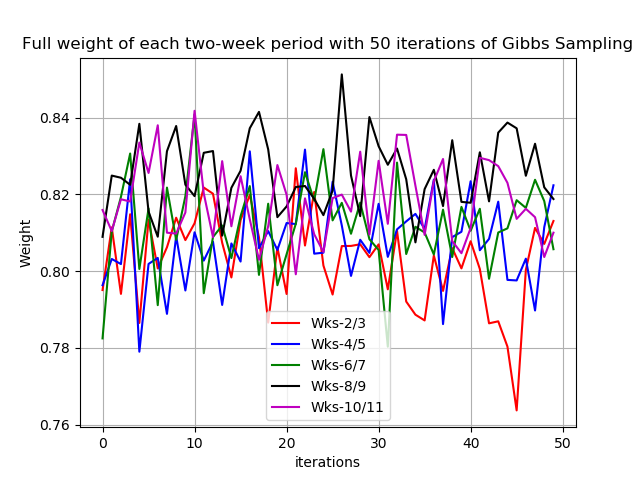 Full weight of each two-week period with 50 iterations of Gibbs Sampling
Weight
0.84
0.82
0.80
0.78
0.76
Wks-2/3
Wks-4/5
Wks-6/7
Wks-8/9
Wks-10/11
0 10 20 30 40 50
iterations